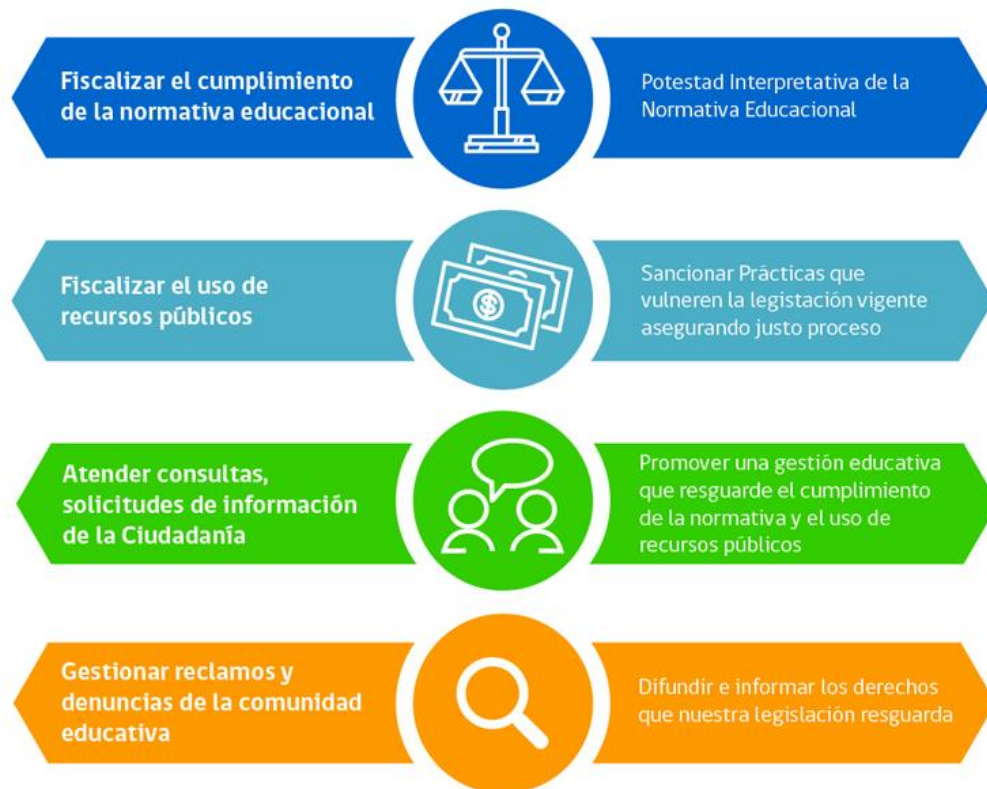 Fiscalizar el cumplimiento
de la normativa educacional
Potestad Interpretativa de la
Normativa Educacional
Fiscalizar el uso de
recursos públicos
Sancionar Prácticas que
vulneren la legistación vigente
asegurando justo proceso
Atender consultas,
solicitudes de información
de la Ciudadanía
Promover una gestión educativa
que resguarde el cumplimiento
de la normativa y el uso de
recursos públicos
Gestionar reclamos y
denuncias de la comunidad
educativa
Difundir e informar los derechos
que nuestra legislación resguarda